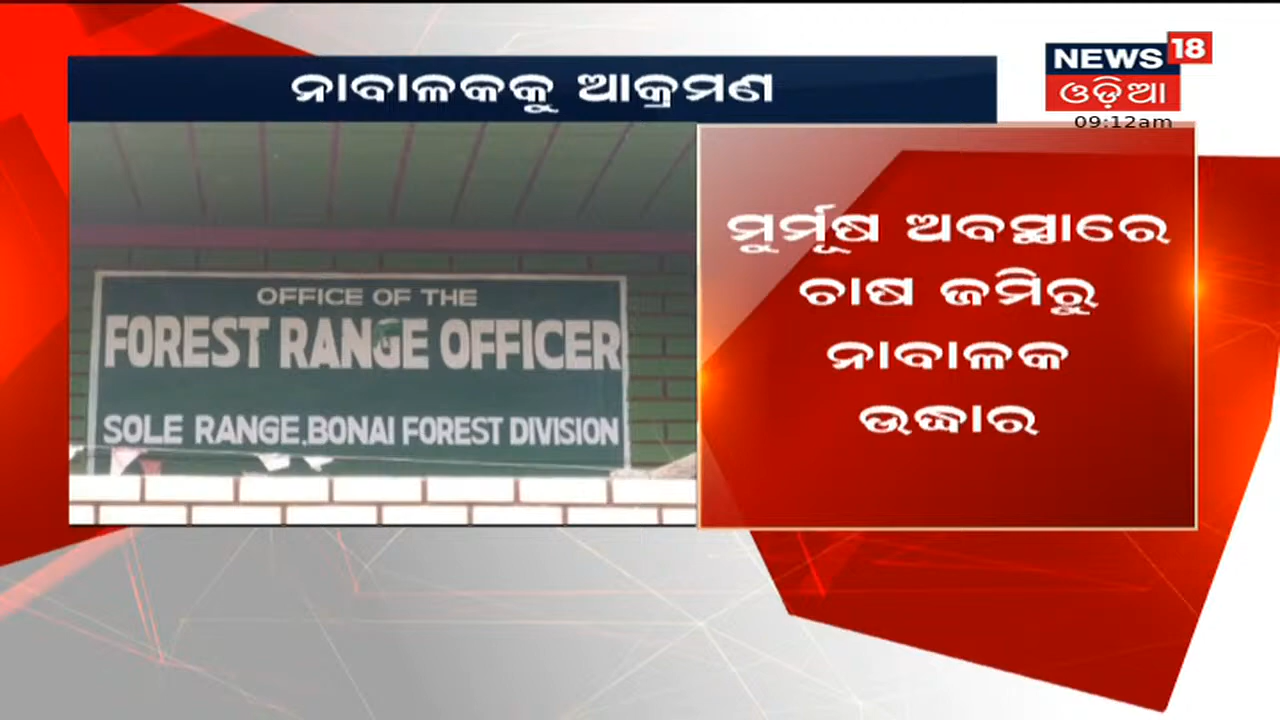 ନାବାଳକକୁ ଆକ୍ରମଣ
NEWS 18
ଓଡ଼ିଆ
09:12am
OFFICE OF THE
FOREST RANGE OFFICER
SOLE RANGE, BONAI FOREST DIVISION
ମୁର୍ମୂଷ ଅବସ୍ଥାରେ
ଚାଷ ଜମିରୁ
ନାବାଳକ
ଉଦ୍ଧାର